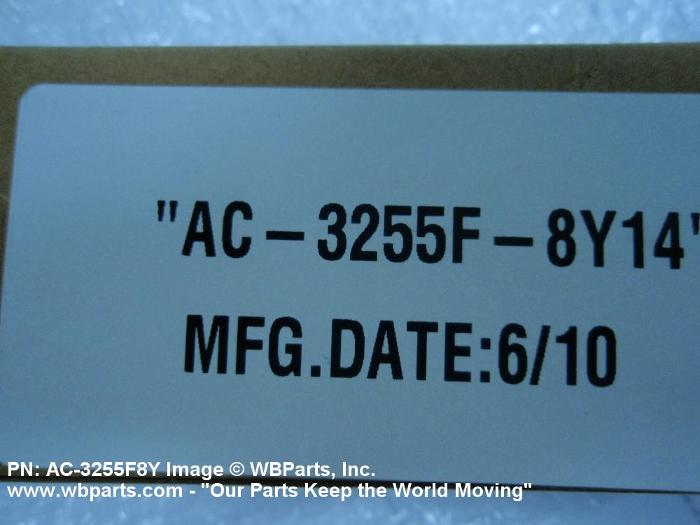 "AC-3255F-8Y14"
MFG.DATE:6/10
PN: AC-3255F8Y Image © WBParts, Inc.
www.wbparts.com - "Our Parts Keep the World Moving"